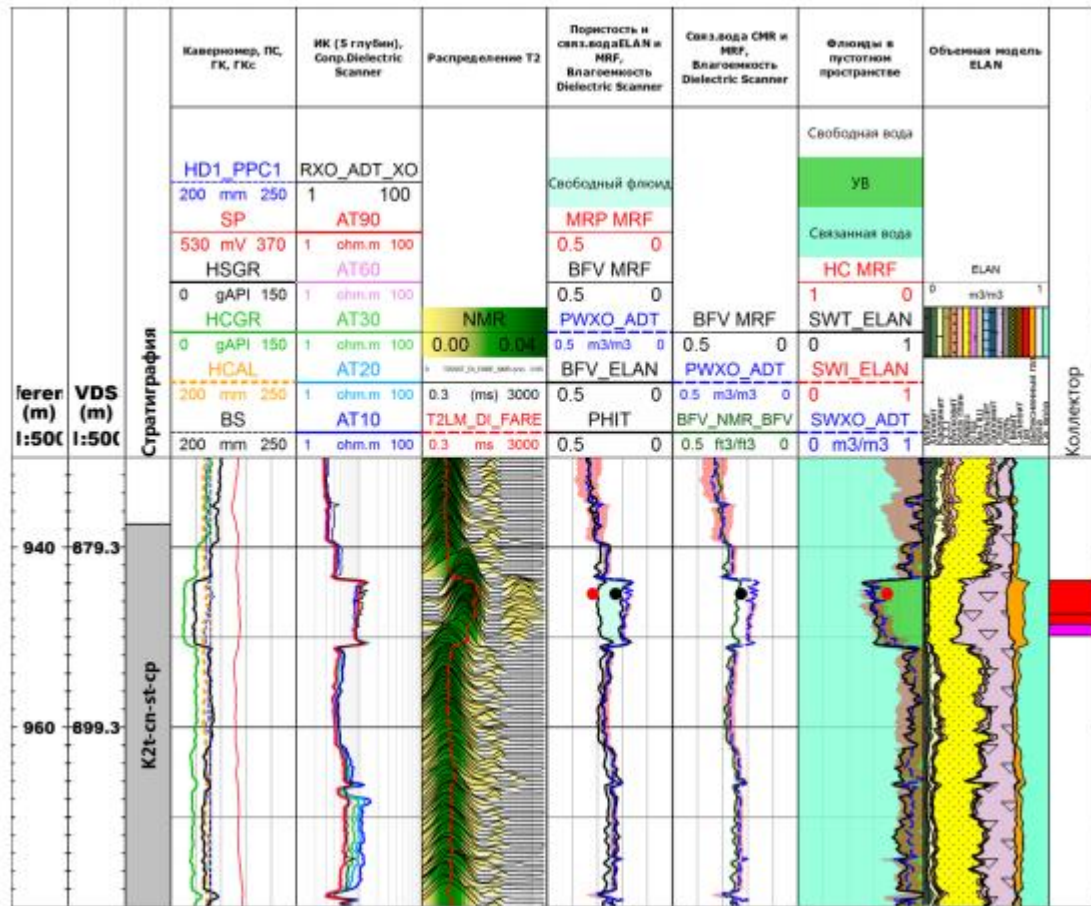 Каверномер, ПС,
ГК, ГКс
ИК (5 глубин),
Сопр.Dielectric
Scanner
Распределение Т2
Пористость и
связ.водаELAN и
MRF,
Влагоемкость
Dielectric Scanner
Связ.вода CMR и
MRF,
Влагоемкость
Dielectric Scanner
Флюиды в
пустотном
пространстве
Объемная модель
ELAN
ferer
(m)
1:500
VDS
(m)
1:500
Стратиграфия
HD1_PPC1
200 mm 250
SP
530 mV 370
HSGR
0 gAPI 150
HCGR
0 gAPI 150
HCAL
200 mm 250
BS
200 mm 250
RXO_ADT_XO
1 100
AT90
1 ohm.m 100
AT60
1 ohm.m 100
AT30
1 ohm.m 100
AT20
1 ohm.m 100
AT10
1 ohm.m 100
NMR
0.00 0.04
0.3 (ms) 3000
T2LM_DI_FARE
0.3 ms 3000
Свободный флюид
MRP MRF
0.5 0
BFV MRF
0.5 0
PWXO_ADT
0.5 m3/m3 0
BFV_ELAN
0.5 0
PHIT
0.5 0
BFV MRF
0.5 0
PWXO_ADT
0.5 m3/m3 0
BFV_NMR_BFV
0.5 ft3/ft3 0
Свободная вода
УВ
Связанная вода
HC MRF
1 0
SWT_ELAN
0 1
SWI_ELAN
0 1
SWXO_ADT
0 m3/m3 1
ELAN
0 1
m3/m3
Коллектор
940
879.3
960
899.3
K2t-cn-st-cp